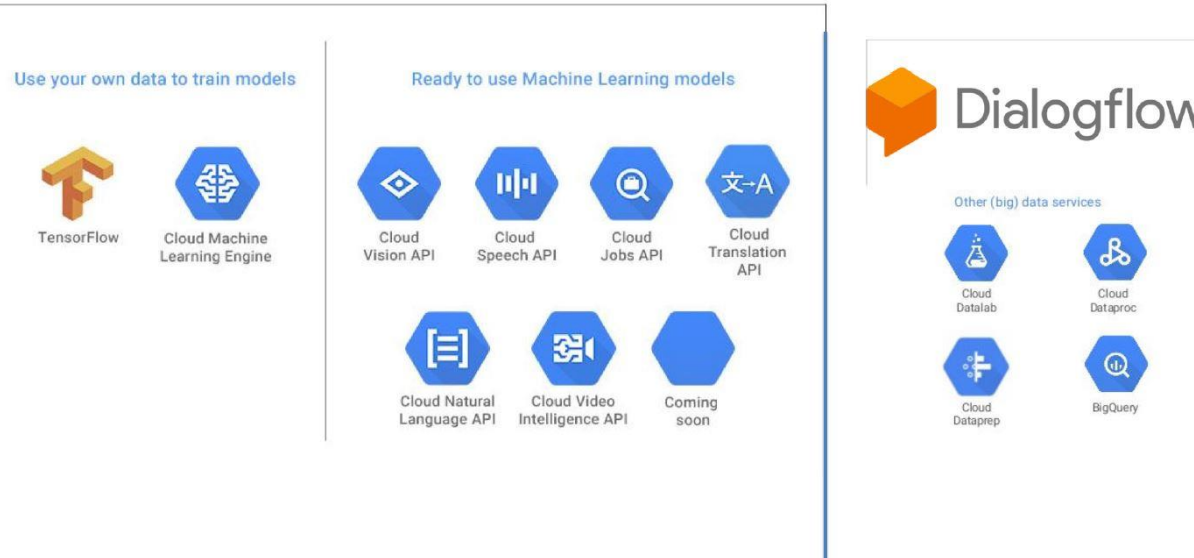 Use your own data to train models
TensorFlow
Cloud Machine
Learning Engine
Ready to use Machine Learning models
Cloud
Vision API
Cloud
Speech API
Cloud
Jobs API
文→A
Cloud
Translation
API
Cloud Natural
Language API
Cloud Video
Intelligence API
Coming
soon
Dialogflow
Other (big) data services
Cloud
Datalab
Cloud
Dataproc
Cloud
Dataprep
BigQuery